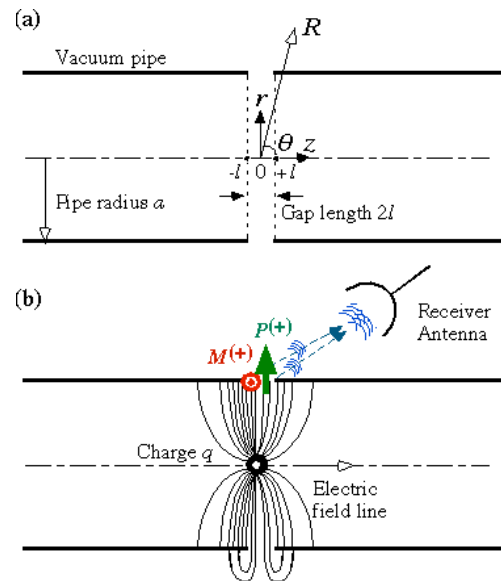 (a)
R
Vacuum pipe
r
θ z
-l 0 +l
Pipe radius a
Gap length 2l
(b)
Receiver
Antenna
P(+)
M(+)
Charge q
Electric
field line